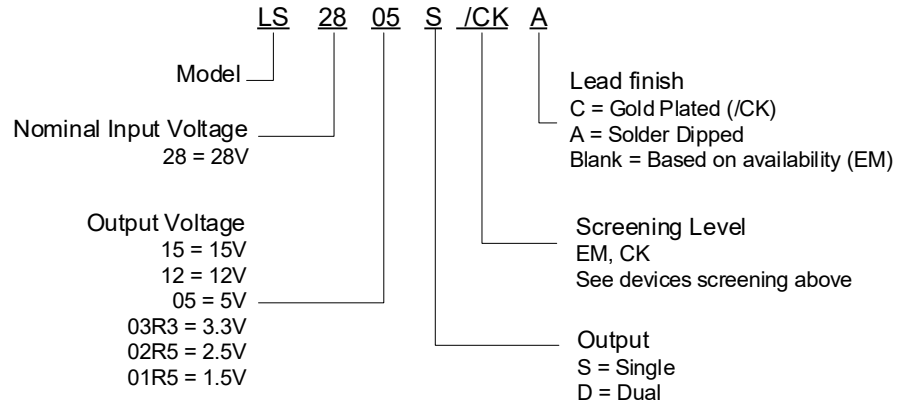 LS 28 05 S /CK A
Model
Nominal Input Voltage
28 = 28V
Output Voltage
15 = 15V
12 = 12V
05 = 5V
03R3 = 3.3V
02R5 = 2.5V
01R5 = 1.5V
Lead finish
C = Gold Plated (/CK)
A = Solder Dipped
Blank = Based on availability (EM)
Screening Level
EM, CK
See devices screening above
Output
S = Single
D = Dual